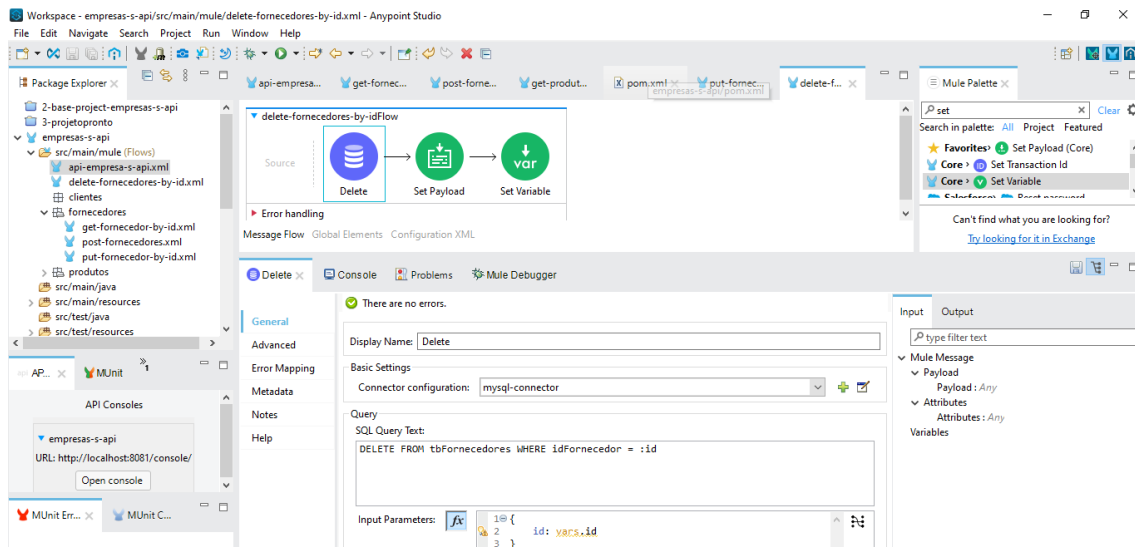 Workspace - empresas-s-api/src/main/mule/delete-fornecedores-by-id.xml - Anypoint Studio
File Edit Navigate Search Project Run Window Help
Package Explorer
2-base-project-empresas-s-api
3-projetopronto
empresas-s-api
src/main/mule (Flows)
api-empresa-s-api.xml
delete-fornecedores-by-id.xml
clientes
fornecedores
get-fornecedor-by-id.xml
post-fornecedores.xml
put-fornecedor-by-id.xml
produtos
src/main/java
src/main/resources
src/test/java
src/test/resources
AP... MUnit 1
API Consoles
empresas-s-api
URL: http://localhost:8081/console/
Open console
MUnit Err... MUnit C...
api-empresa... get-fornec... post-forne... get-produt... pom.xml put-fornec... delete-f...
empresas-s-api/pom.xml
delete-fornecedores-by-idFlow
Source
var
Delete Set Payload Set Variable
Error handling
Message Flow Global Elements Configuration XML
Mule Palette
set Clear
Search in palette: All Project Featured
Favorites> Set Payload (Core)
Core > ID Set Transaction Id
Core > Set Variable
Salesforce> Reset password
Can't find what you are looking for?
Try looking for it in Exchange
Delete Console Problems Mule Debugger
There are no errors.
General
Advanced
Error Mapping
Metadata
Notes
Help
Display Name: Delete
Basic Settings
Connector configuration: mysql-connector
Query
SQL Query Text:
DELETE FROM tbFornecedores WHERE idFornecedor = :id
Input Parameters: fx
1 {
2 id: vars.id
3 }
Input Output
type filter text
Mule Message
Payload
Payload : Any
Attributes
Attributes : Any
Variables